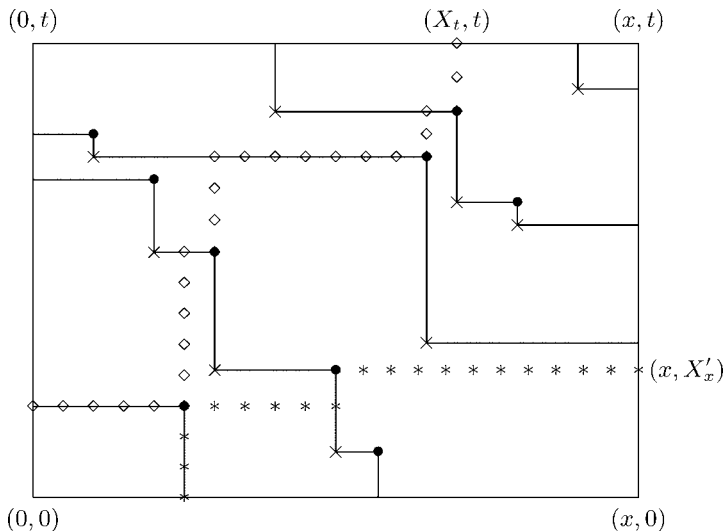 (0, t) (X_t, t) (x, t)
(x, X'_x)
(0, 0) (x, 0)